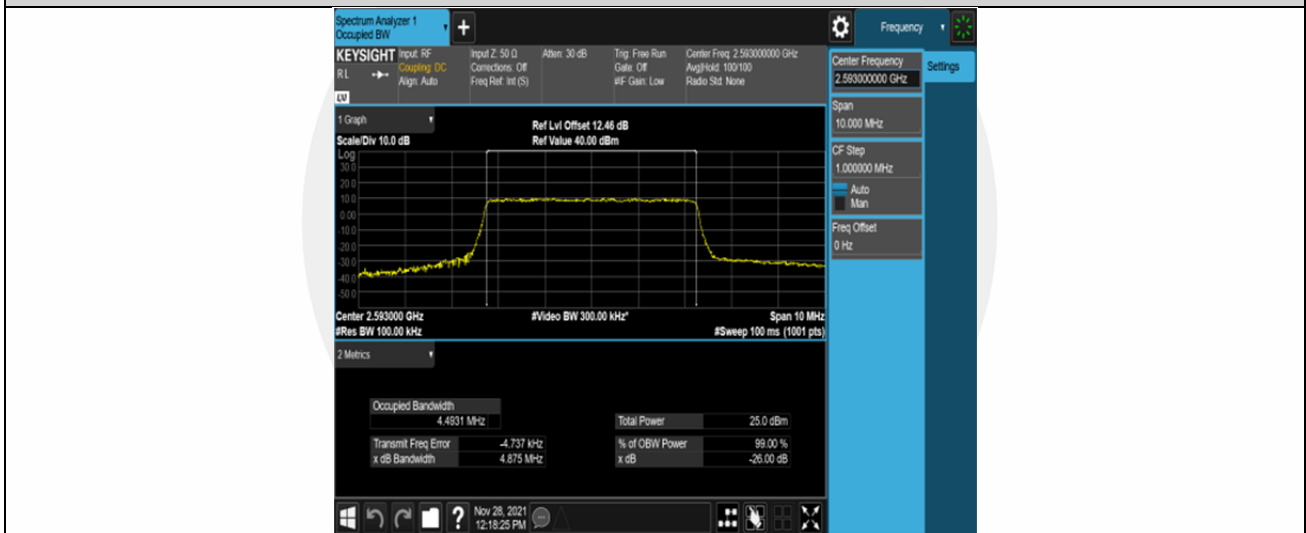 Spectrum Analyzer 1
Occupied BW
+
Frequency
KEYSIGHT Input: RF
RL
Coupling: DC
Align: Auto
LW
Input Z: 50 Ω
Corrections: Off
Freq Ref: Int (S)
Atten: 30 dB
Trig: Free Run
Gate: Off
#IF Gain: Low
Center Freq: 2.593000000 GHz
Avg|Hold: 100/100
Radio Std: None
Center Frequency
2.593000000 GHz
Settings
Span
10.000 MHz
CF Step
1.000000 MHz
Auto
Man
Freq Offset
0 Hz
1 Graph
Scale/Div 10.0 dB
Ref Lvl Offset 12.46 dB
Ref Value 40.00 dBm
Log
30.0
20.0
10.0
0.00
-10.0
-20.0
-30.0
-40.0
-50.0
Center 2.593000 GHz
#Res BW 100.00 kHz
#Video BW 300.00 kHz*
Span 10 MHz
#Sweep 100 ms (1001 pts)
2 Metrics
Occupied Bandwidth
4.4931 MHz
Total Power 25.0 dBm
Transmit Freq Error -4.737 kHz
% of OBW Power 99.00 %
x dB Bandwidth 4.875 MHz
x dB -26.00 dB
?
Nov 28, 2021
12:18:25 PM